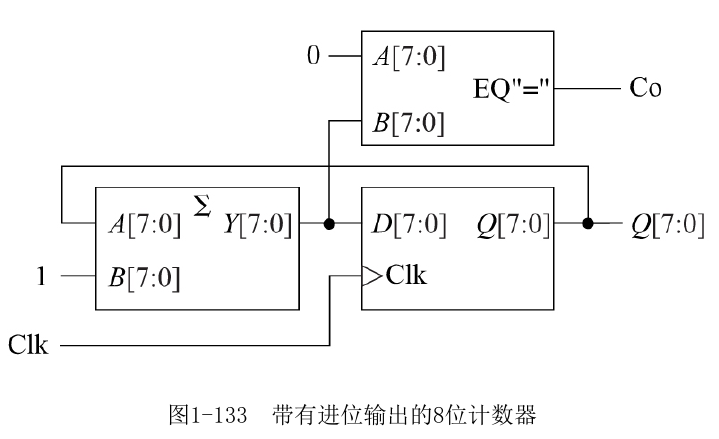 0
A[7:0]
EQ"="
Co
B[7:0]
A[7:0]
Σ
Y[7:0]
D[7:0]
Q[7:0]
Q[7:0]
1
B[7:0]
Clk
Clk
图1-133 带有进位输出的8位计数器